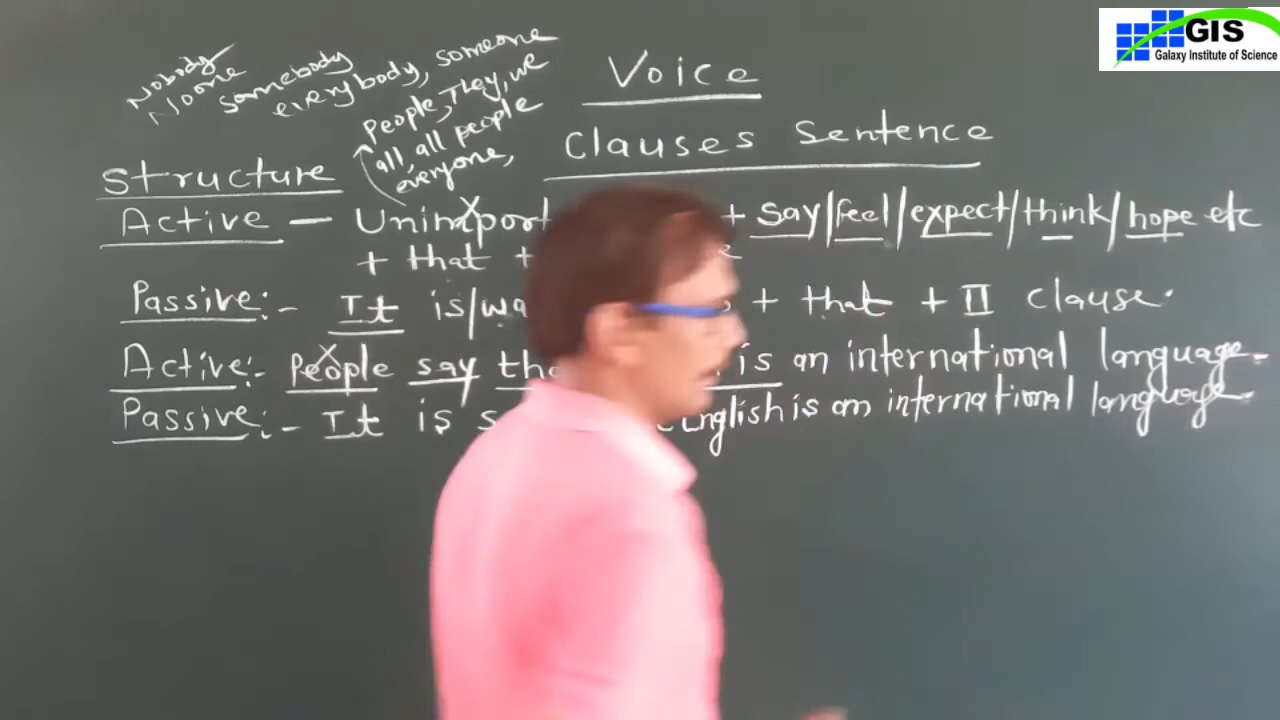 GIS
Galaxy Institute of Science
Voice
Clauses Sentence
Nobody
No one
somebody
everybody, someone
People, They, we
all, all people
everyone,
Structure
Active — Unimport + say/feel/expect/think/hope etc
+ that +
Passive:- It is/wa + that + II clause.
Active:- People say is an international language.
Passive:- It is English is an international language.